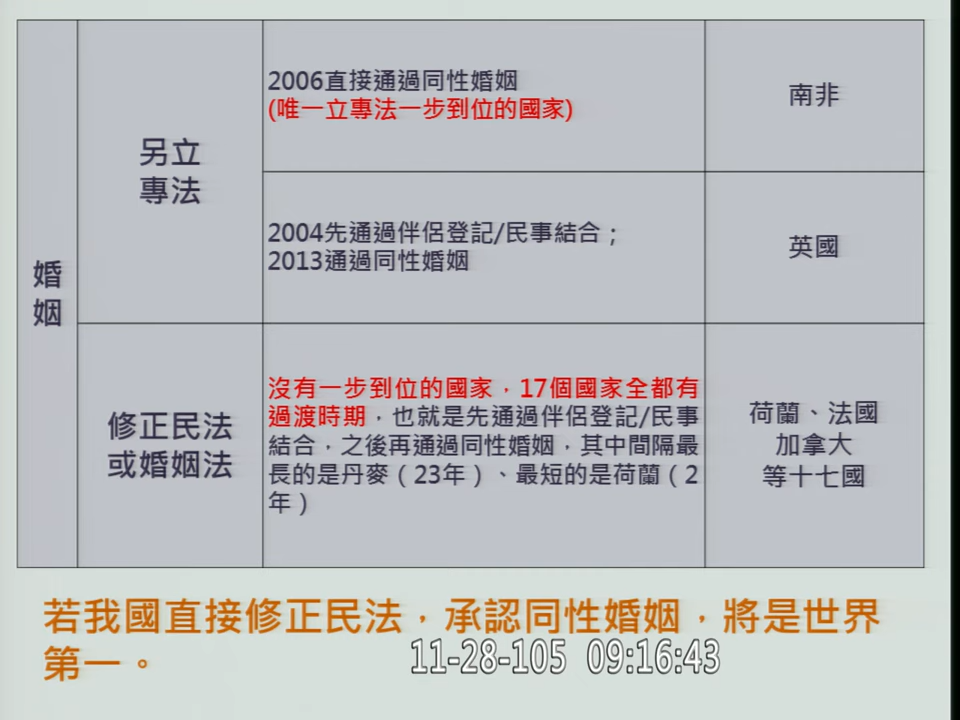 婚
姻
另立
專法
2006直接通過同性婚姻
(唯一立專法一步到位的國家)
南非
2004先通過伴侶登記/民事結合；
2013通過同性婚姻
英國
修正民法
或婚姻法
沒有一步到位的國家，17個國家全都有
過渡時期，也就是先通過伴侶登記/民事
結合，之後再通過同性婚姻，其中間隔最
長的是丹麥（23年）、最短的是荷蘭（2
年）
荷蘭、法國
加拿大
等十七國
若我國直接修正民法，承認同性婚姻，將是世界
第一。
11-28-105 09:16:43